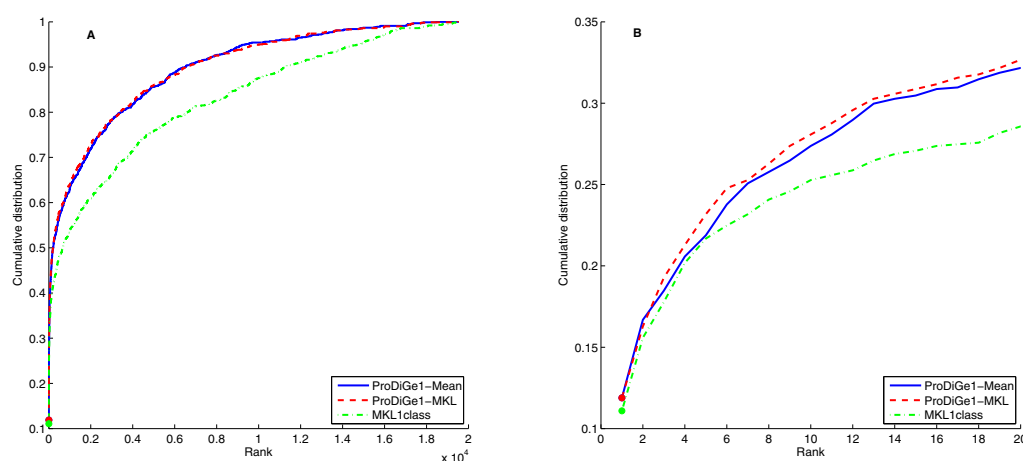 A
Cumulative distribution
1
0.9
0.8
0.7
0.6
0.5
0.4
0.3
0.2
0.1
0 0.2 0.4 0.6 0.8 1 1.2 1.4 1.6 1.8 2
x 10^4
Rank
ProDiGe1−Mean
ProDiGe1−MKL
MKL1class
B
Cumulative distribution
0.35
0.3
0.25
0.2
0.15
0.1
0 2 4 6 8 10 12 14 16 18 20
Rank
ProDiGe1−Mean
ProDiGe1−MKL
MKL1class